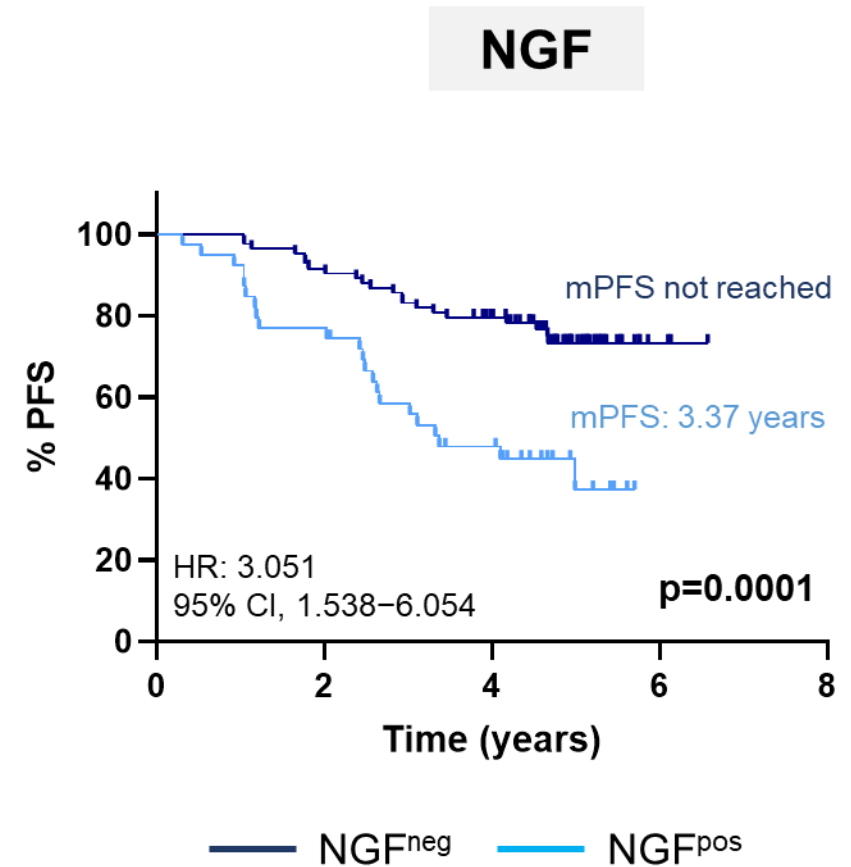 NGF
100
80
60
40
20
0
% PFS
mPFS not reached
mPFS: 3.37 years
HR: 3.051
95% CI, 1.538−6.054
p=0.0001
0 2 4 6 8
Time (years)
NGFneg NGFpos